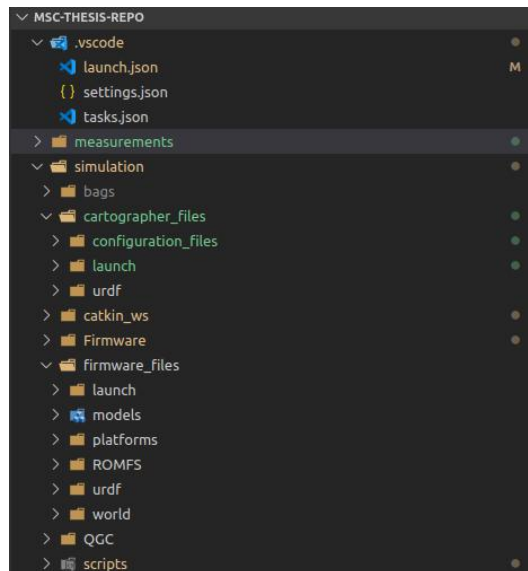 MSC-THESIS-REPO
.vscode
launch.json M
{} settings.json
tasks.json
measurements
simulation
bags
cartographer_files
configuration_files
launch
urdf
catkin_ws
Firmware
firmware_files
launch
models
platforms
ROMFS
urdf
world
QGC
scripts